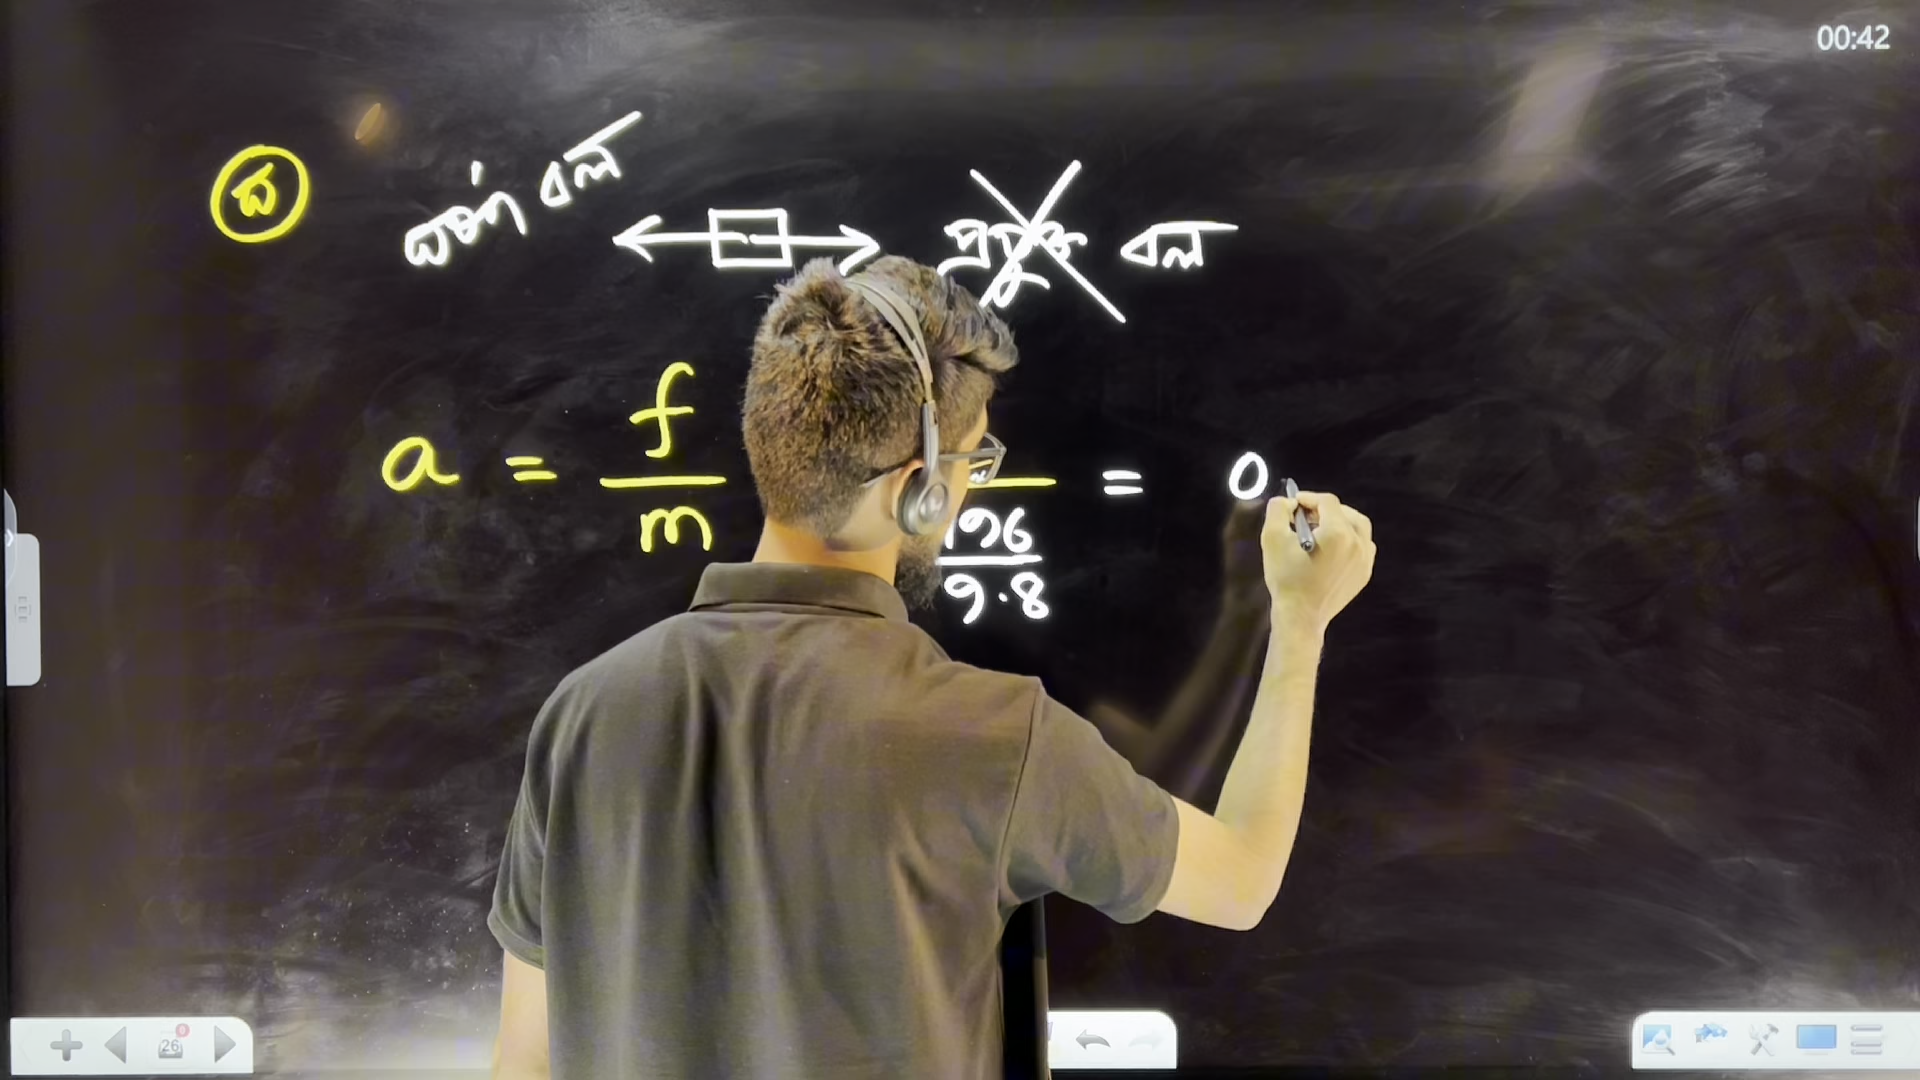 00:42
ঘ
ঘর্ষণ বল
প্রযুক্ত বল
a = f
m
= 0
196
9.8
26